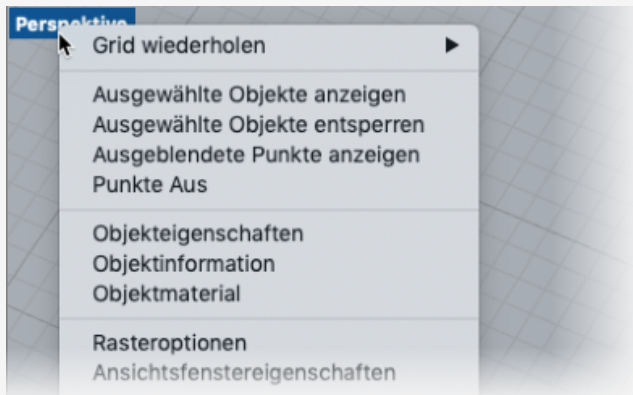 Perspektive
Grid wiederholen
Ausgewählte Objekte anzeigen
Ausgewählte Objekte entsperren
Ausgeblendete Punkte anzeigen
Punkte Aus
Objekteigenschaften
Objektinformation
Objektmaterial
Rasteroptionen
Ansichtsfenstereigenschaften